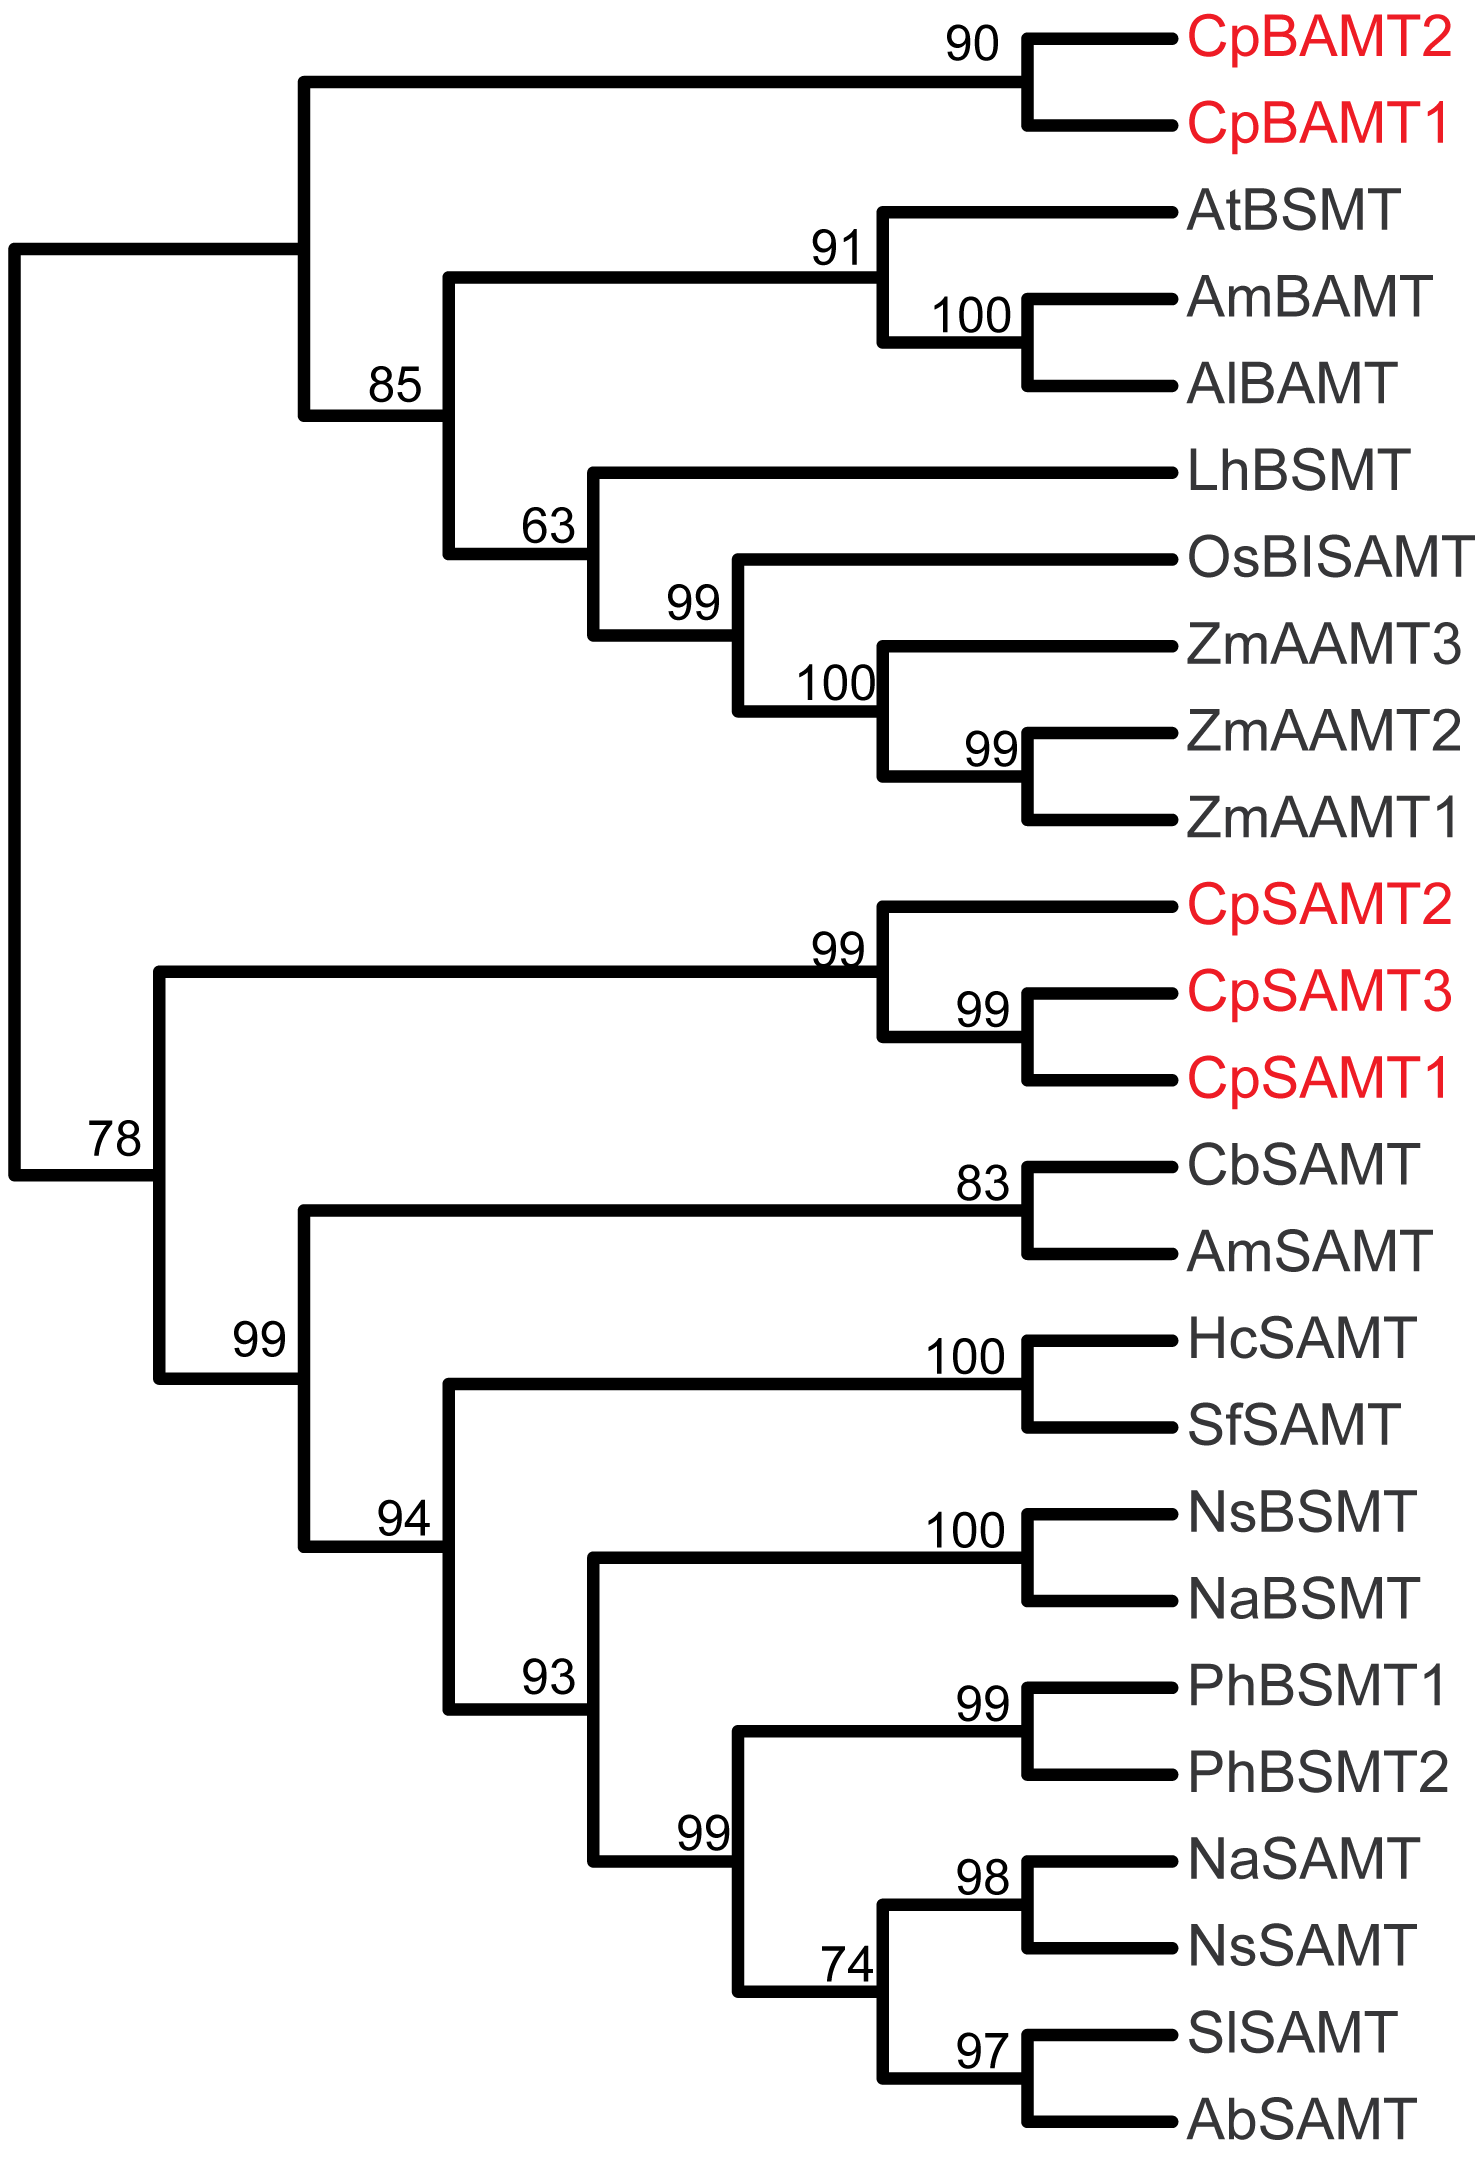 90
CpBAMT2
CpBAMT1
AtBSMT
91
AmBAMT
100
AlBAMT
85
LhBSMT
63
OsBISAMT
99
ZmAAMT3
100
ZmAAMT2
99
ZmAAMT1
CpSAMT2
99
CpSAMT3
99
CpSAMT1
78
CbSAMT
83
AmSAMT
99
HcSAMT
100
SfSAMT
94
NsBSMT
100
NaBSMT
93
PhBSMT1
99
PhBSMT2
99
NaSAMT
98
NsSAMT
74
SlSAMT
97
AbSAMT